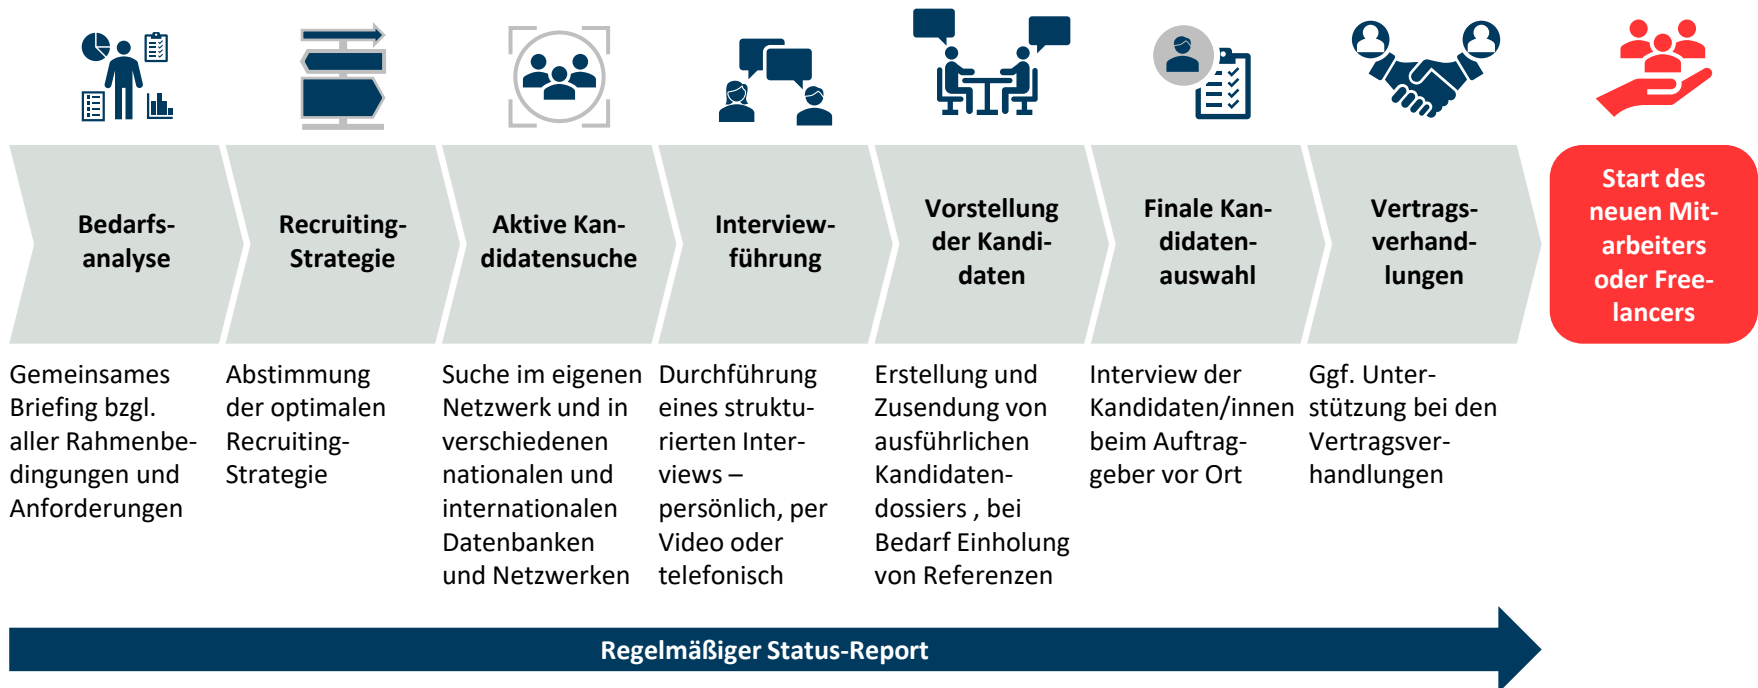 Bedarfs-
analyse
Recruiting-
Strategie
Aktive Kan-
didatensuche
Interview-
führung
Vorstellung
der Kandi-
daten
Finale Kan-
didaten-
auswahl
Vertrags-
verhand-
lungen
Start des
neuen Mit-
arbeiters
oder Free-
lancers
Gemeinsames
Briefing bzgl.
aller Rahmenbe-
dingungen und
Anforderungen
Abstimmung
der optimalen
Recruiting-
Strategie
Suche im eigenen
Netzwerk und in
verschiedenen
nationalen und
internationalen
Datenbanken
und Netzwerken
Durchführung
eines struktu-
rierten Inter-
views –
persönlich, per
Video oder
telefonisch
Erstellung und
Zusendung von
ausführlichen
Kandidaten-
dossiers , bei
Bedarf Einholung
von Referenzen
Interview der
Kandidaten/innen
beim Auftrag-
geber vor Ort
Ggf. Unter-
stützung bei den
Vertragsver-
handlungen
Regelmäßiger Status-Report